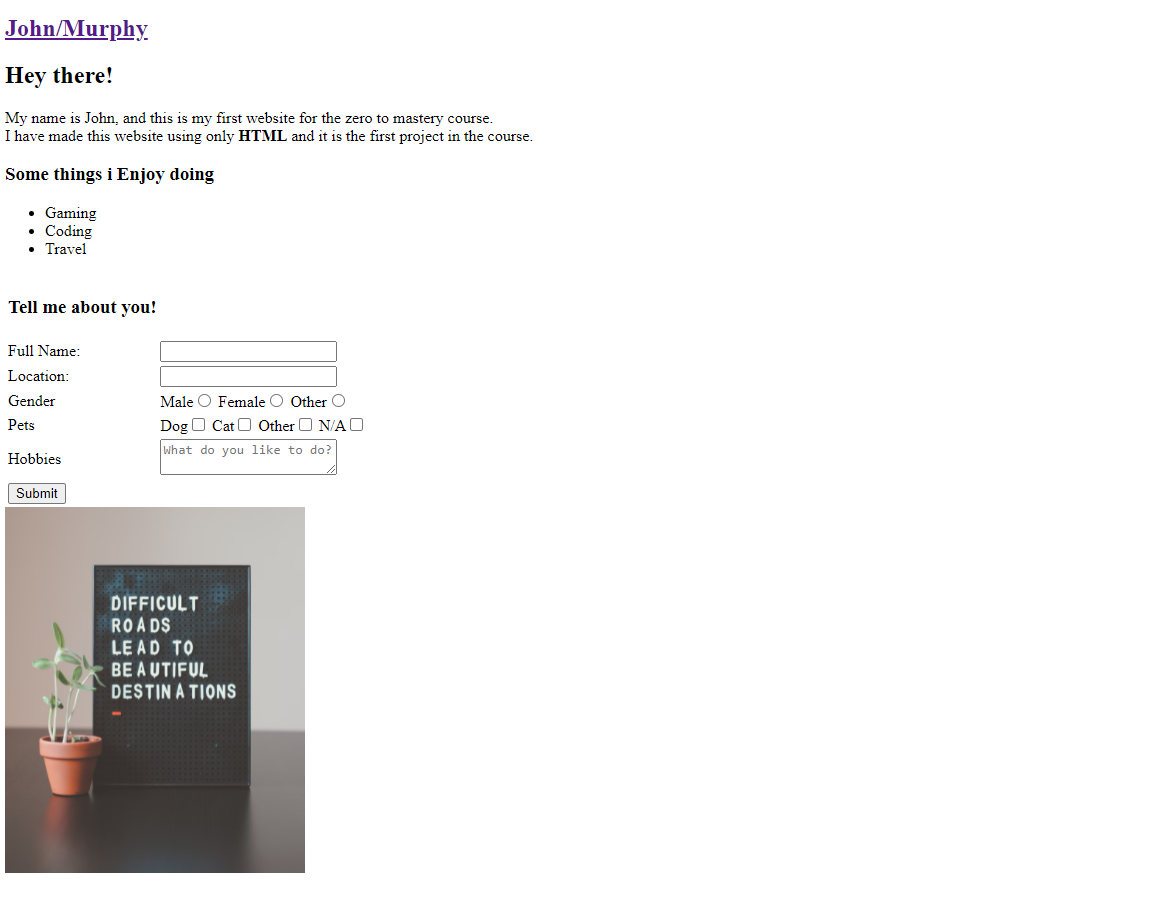 John/Murphy
Hey there!
My name is John, and this is my first website for the zero to mastery course.
I have made this website using only HTML and it is the first project in the course.
Some things i Enjoy doing
Gaming
Coding
Travel
Tell me about you!
Full Name:
Location:
Gender Male Female Other
Pets Dog Cat Other N/A
Hobbies What do you like to do?
Submit
DIFFICULT
ROADS
LEAD TO
BEAUTIFUL
DESTINATIONS